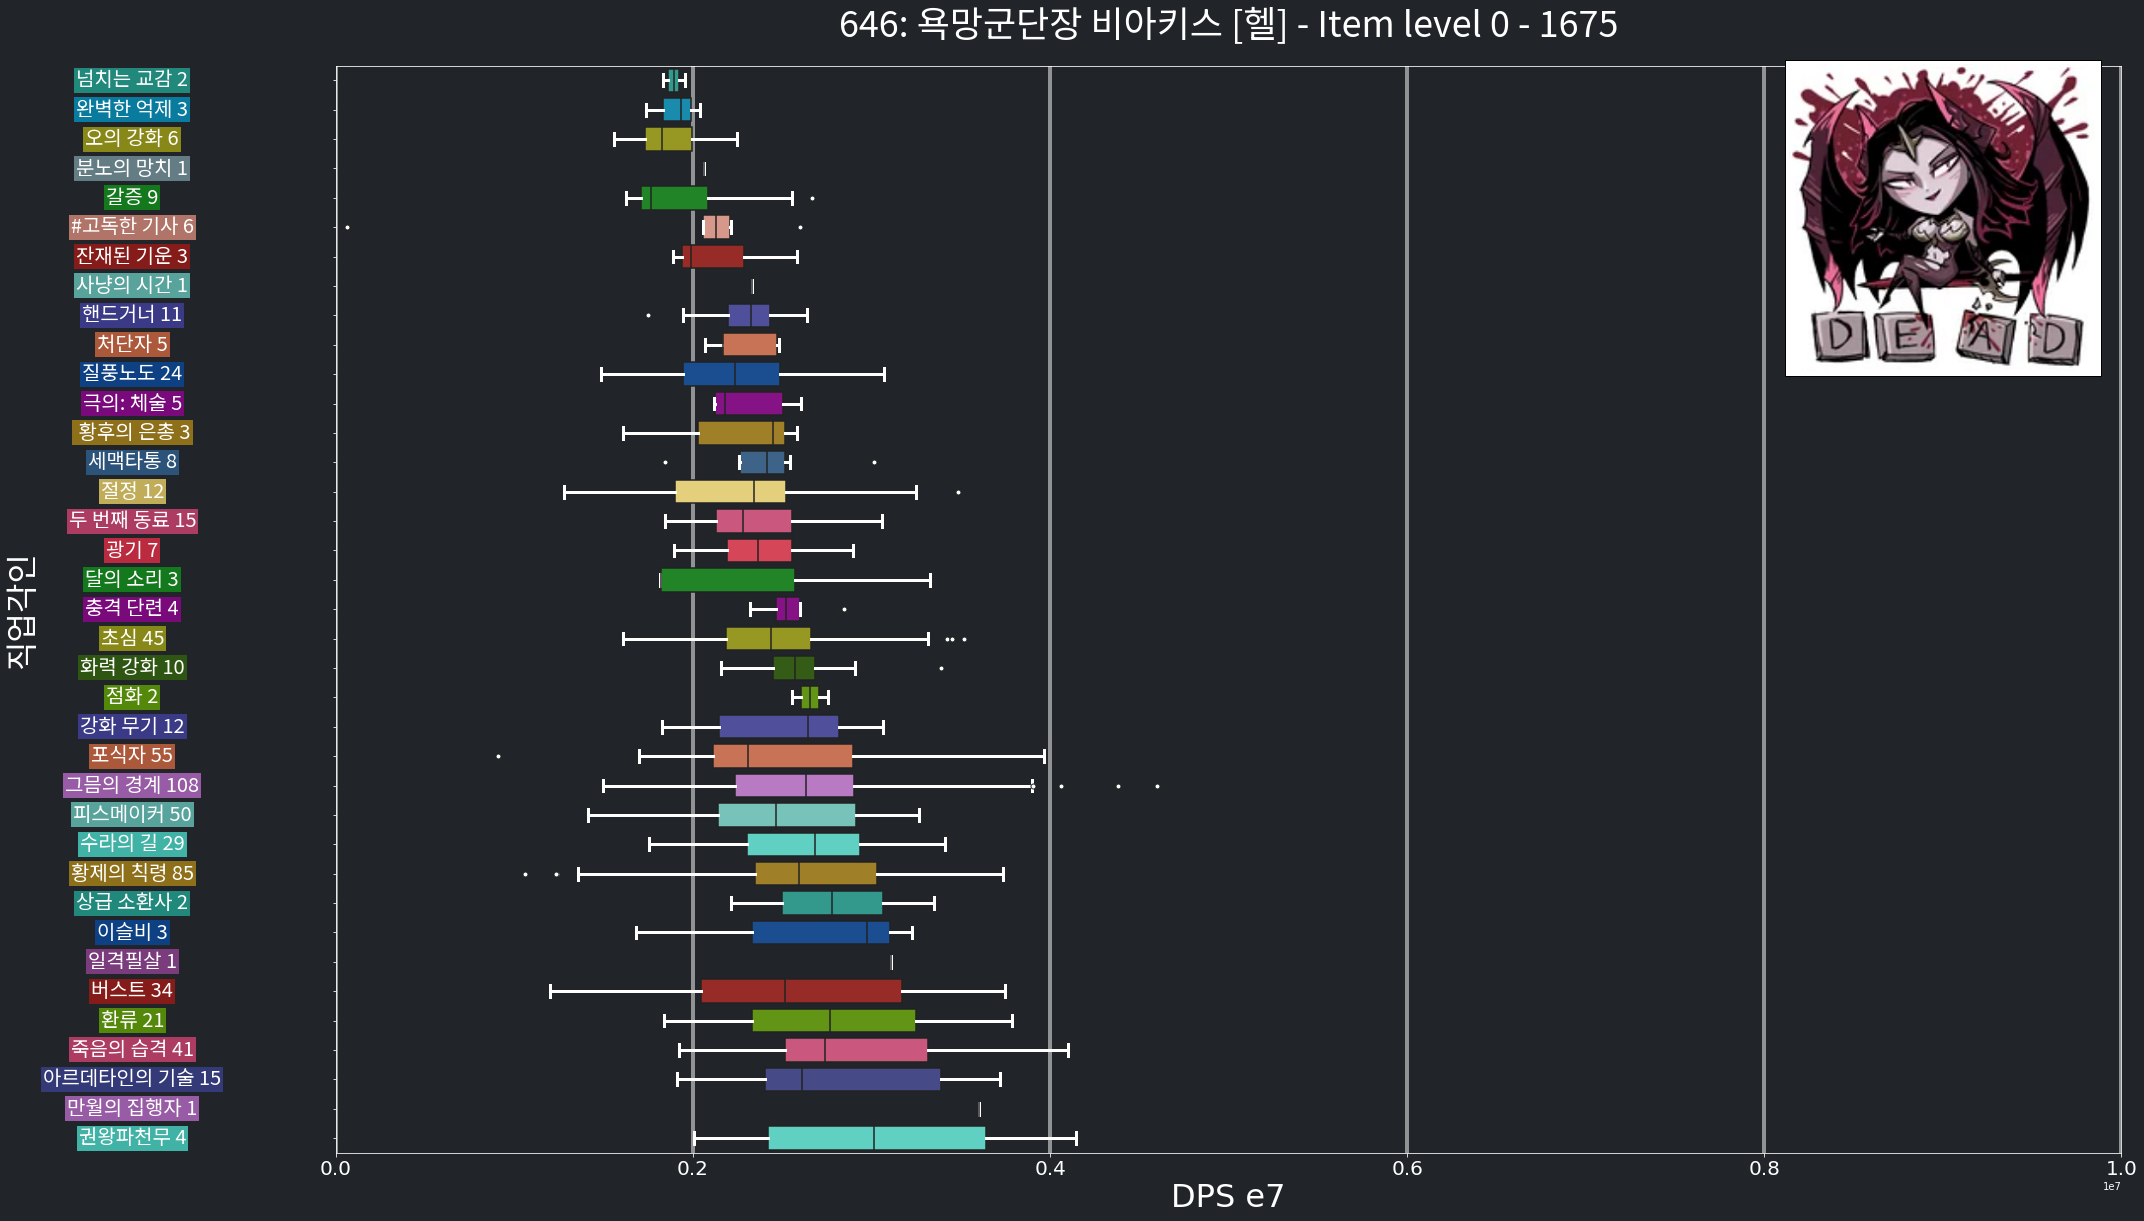 646: 욕망군단장 비아키스 [헬] - Item level 0 - 1675
직업각인
넘치는 교감 2
완벽한 억제 3
오의 강화 6
분노의 망치 1
갈증 9
#고독한 기사 6
잔재된 기운 3
사냥의 시간 1
핸드거너 11
처단자 5
질풍노도 24
극의: 체술 5
황후의 은총 3
세맥타통 8
절정 12
두 번째 동료 15
광기 7
달의 소리 3
충격 단련 4
초심 45
화력 강화 10
점화 2
강화 무기 12
포식자 55
그믐의 경계 108
피스메이커 50
수라의 길 29
황제의 칙령 85
상급 소환사 2
이슬비 3
일격필살 1
버스트 34
환류 21
죽음의 습격 41
아르데타인의 기술 15
만월의 집행자 1
권왕파천무 4
DEAD
0.0 0.2 0.4 0.6 0.8 1.0
1e7
DPS e7